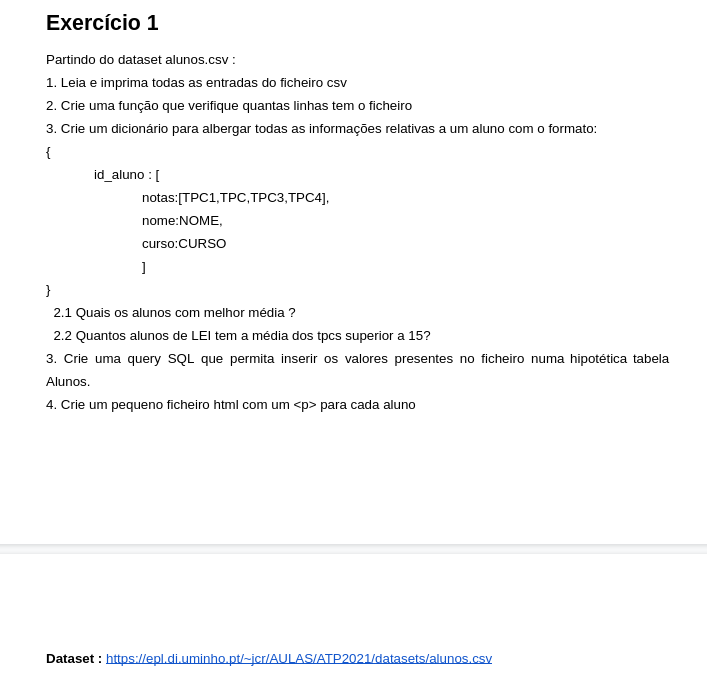 Exercício 1
Partindo do dataset alunos.csv :
1. Leia e imprima todas as entradas do ficheiro csv
2. Crie uma função que verifique quantas linhas tem o ficheiro
3. Crie um dicionário para albergar todas as informações relativas a um aluno com o formato:
{
id_aluno : [
notas:[TPC1,TPC,TPC3,TPC4],
nome:NOME,
curso:CURSO
]
}
2.1 Quais os alunos com melhor média ?
2.2 Quantos alunos de LEI tem a média dos tpcs superior a 15?
3. Crie uma query SQL que permita inserir os valores presentes no ficheiro numa hipotética tabela
Alunos.
4. Crie um pequeno ficheiro html com um <p> para cada aluno
Dataset : https://epl.di.uminho.pt/~jcr/AULAS/ATP2021/datasets/alunos.csv